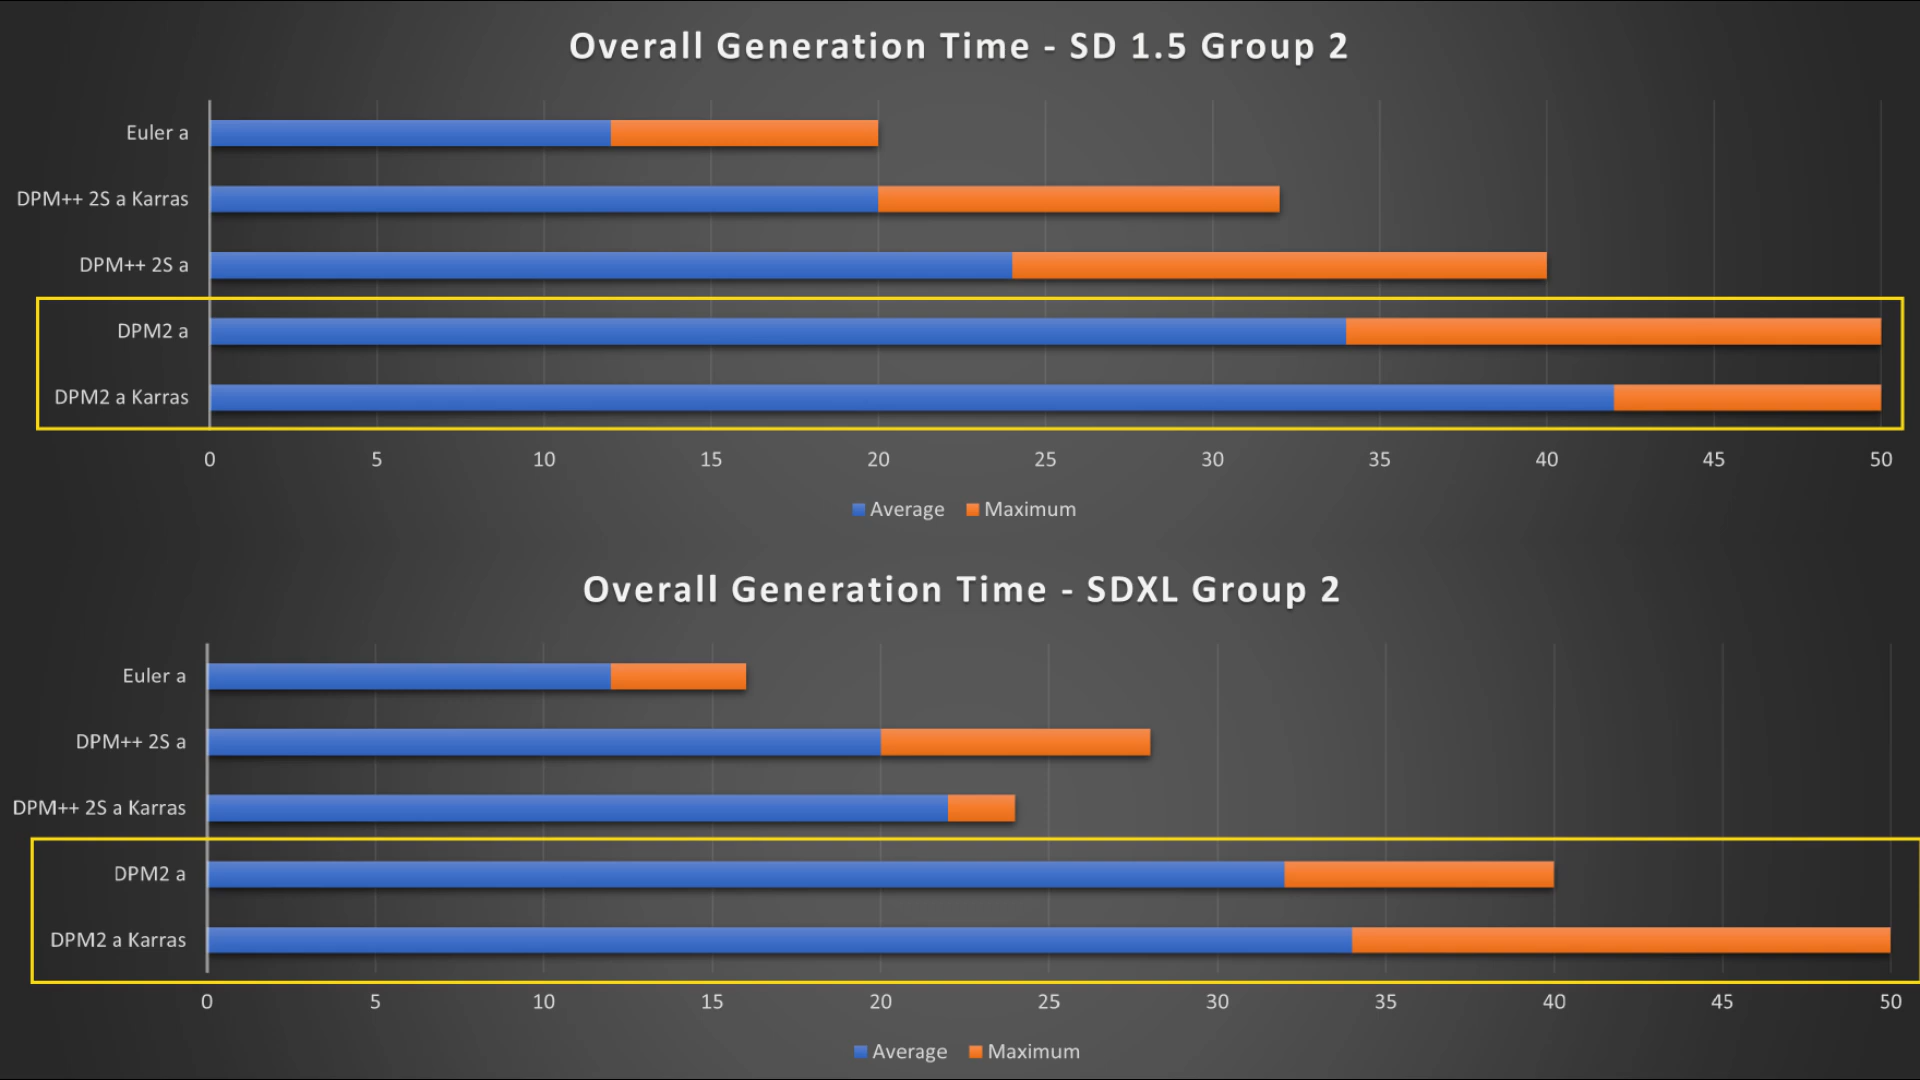 Overall Generation Time - SD 1.5 Group 2
Euler a
DPM++ 2S a Karras
DPM++ 2S a
DPM2 a
DPM2 a Karras
0 5 10 15 20 25 30 35 40 45 50
Average Maximum
Overall Generation Time - SDXL Group 2
Euler a
DPM++ 2S a
DPM++ 2S a Karras
DPM2 a
DPM2 a Karras
0 5 10 15 20 25 30 35 40 45 50
Average Maximum